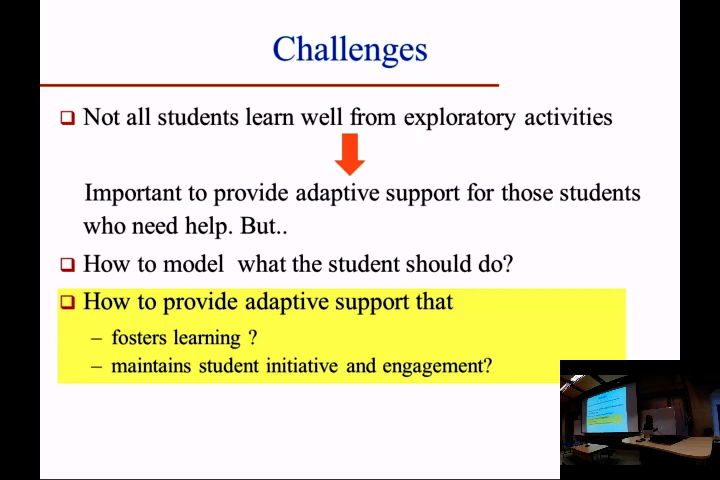 Challenges
Not all students learn well from exploratory activities
Important to provide adaptive support for those students
who need help. But..
How to model what the student should do?
How to provide adaptive support that
– fosters learning ?
– maintains student initiative and engagement?